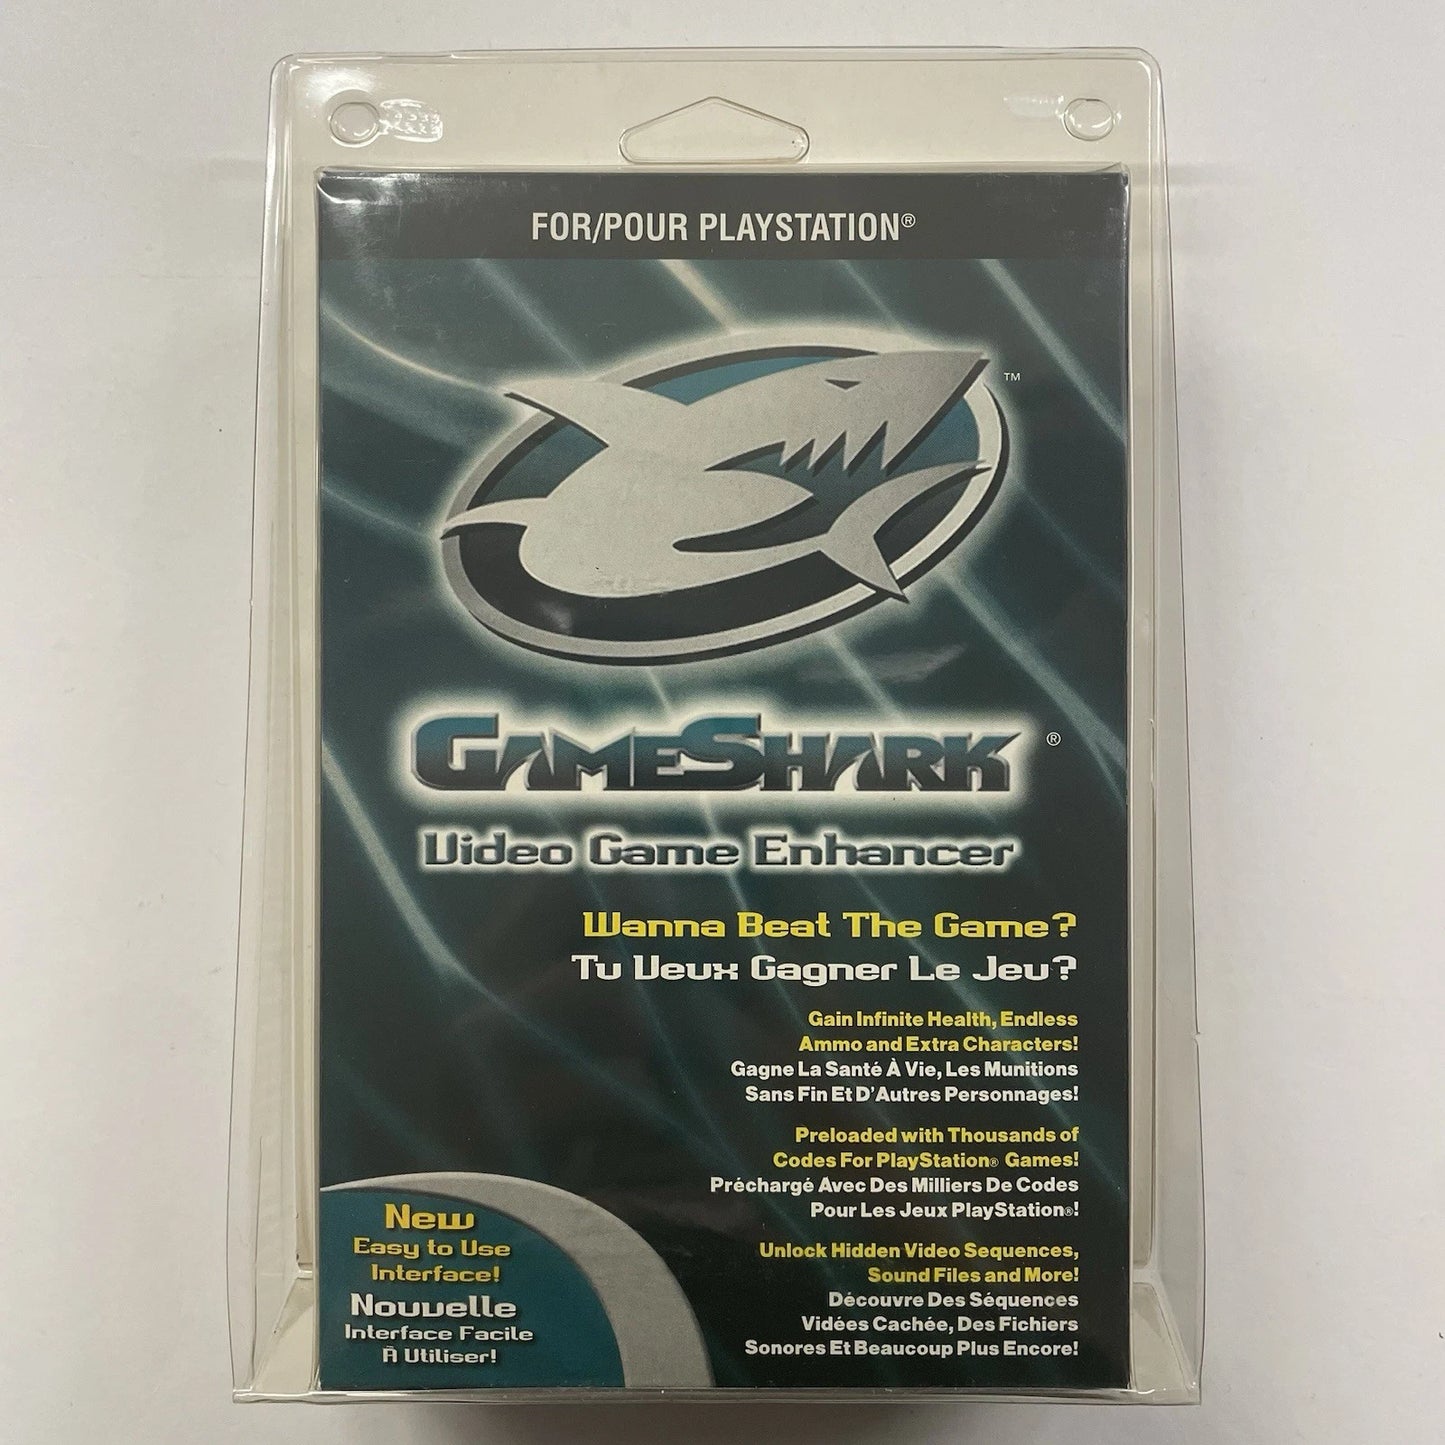 FOR/POUR PLAYSTATION®
™
GAMESHARK ®
Video Game Enhancer
Wanna Beat The Game?
Tu Veux Gagner Le Jeu?
Gain Infinite Health, Endless
Ammo and Extra Characters!
Gagne La Santé À Vie, Les Munitions
Sans Fin Et D'Autres Personnages!
Preloaded with Thousands of
Codes For PlayStation® Games!
Préchargé Avec Des Milliers De Codes
Pour Les Jeux PlayStation®!
Unlock Hidden Video Sequences,
Sound Files and More!
Découvre Des Séquences
Vidées Cachée, Des Fichiers
Sonores Et Beaucoup Plus Encore!
New
Easy to Use
Interface!
Nouvelle
Interface Facile
À Utiliser!